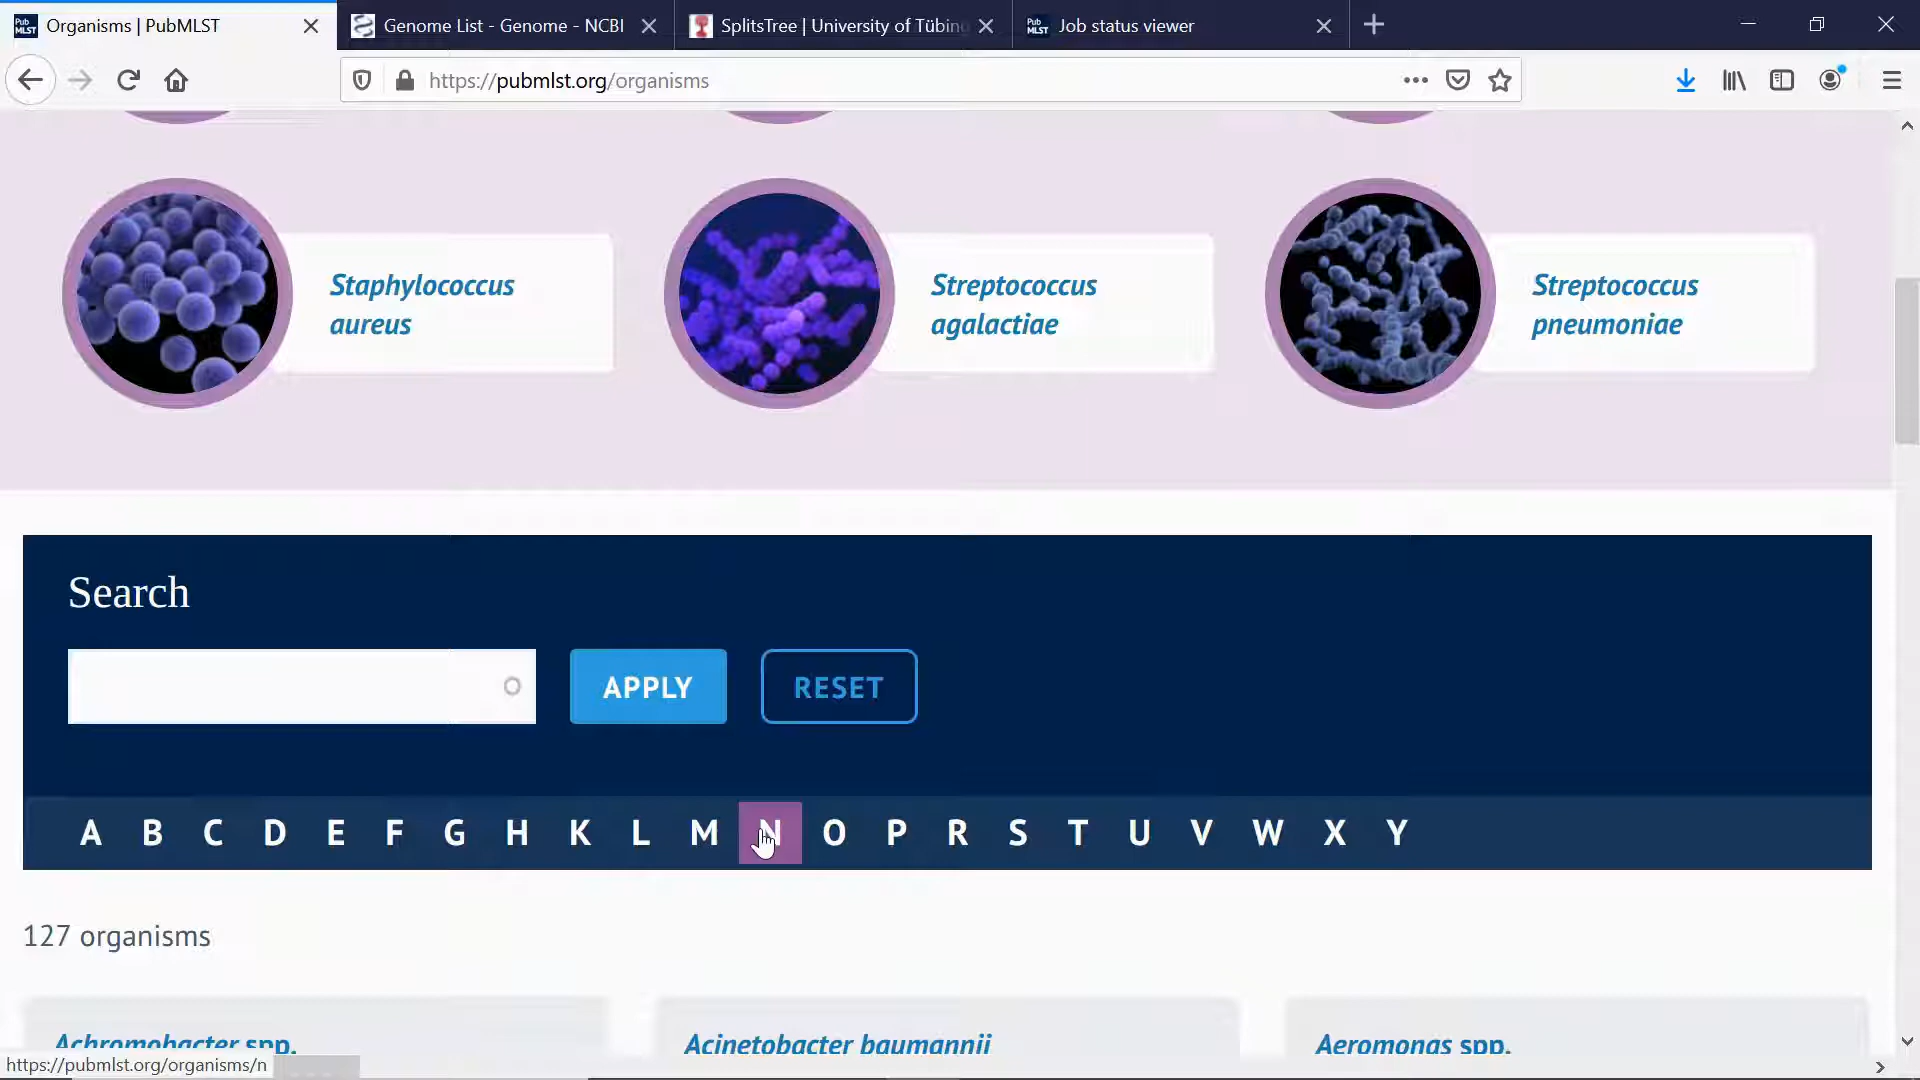 Organisms | PubMLST
Genome List - Genome - NCBI
SplitsTree | University of Tübing
Job status viewer
https://pubmlst.org/organisms
Staphylococcus
aureus
Streptococcus
agalactiae
Streptococcus
pneumoniae
Search
APPLY
RESET
A B C D E F G H K L M N O P R S T U V W X Y
127 organisms
Achromobacter spp.
Acinetobacter baumannii
Aeromonas spp.
https://pubmlst.org/organisms/n